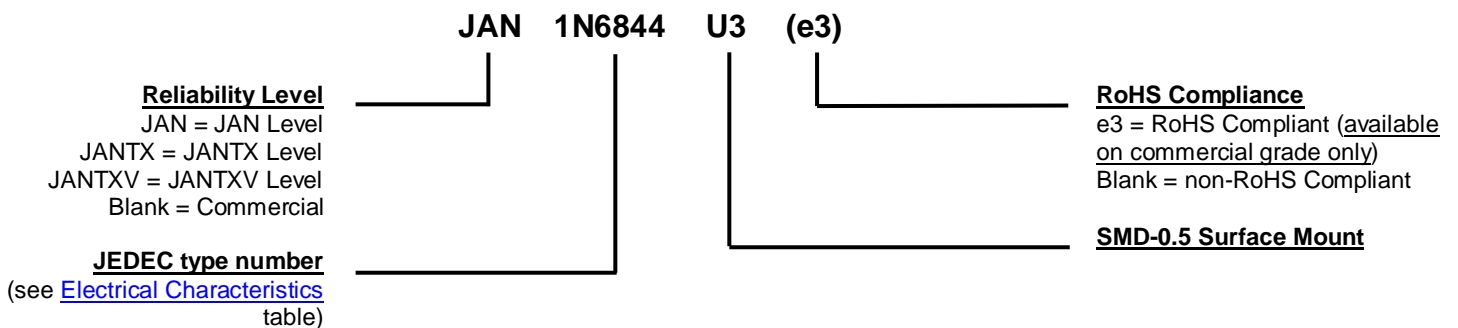 JAN 1N6844 U3 (e3)
Reliability Level
JAN = JAN Level
JANTX = JANTX Level
JANTXV = JANTXV Level
Blank = Commercial
JEDEC type number
(see Electrical Characteristics
table)
RoHS Compliance
e3 = RoHS Compliant (available
on commercial grade only)
Blank = non-RoHS Compliant
SMD-0.5 Surface Mount